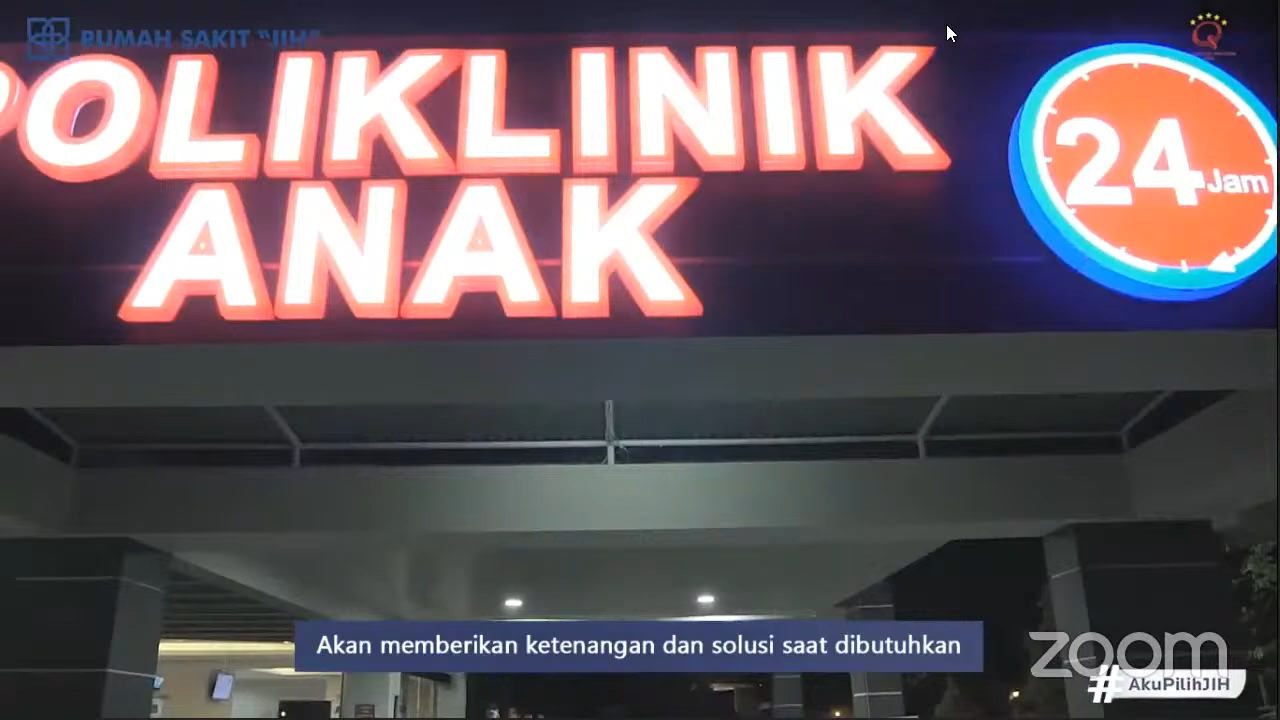 RUMAH SAKIT "JIH"
POLIKLINIK
ANAK
24 Jam
Akan memberikan ketenangan dan solusi saat dibutuhkan
zoom
#AkuPilihJIH